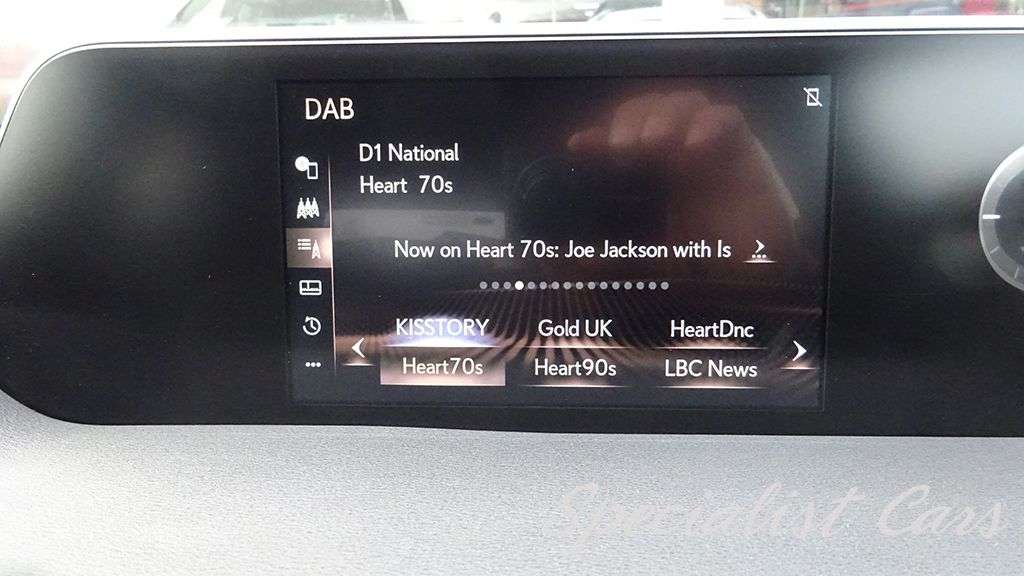 DAB
D1 National
Heart 70s
Now on Heart 70s: Joe Jackson with Is
KISSTORY Gold UK HeartDnc
Heart70s Heart90s LBC News
Specialist Cars